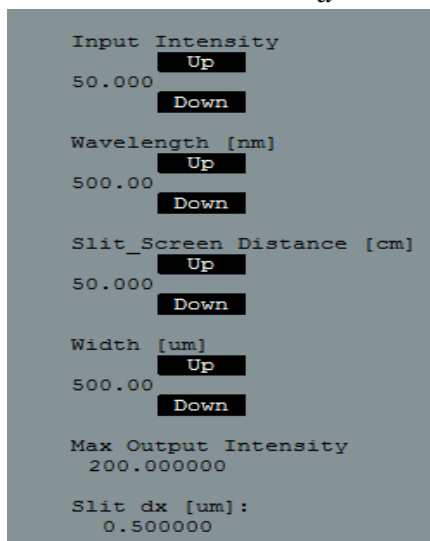 Input Intensity
Up
50.000
Down
Wavelength [nm]
Up
500.00
Down
Slit_Screen Distance [cm]
Up
50.000
Down
Width [um]
Up
500.00
Down
Max Output Intensity
200.000000
Slit dx [um]:
0.500000